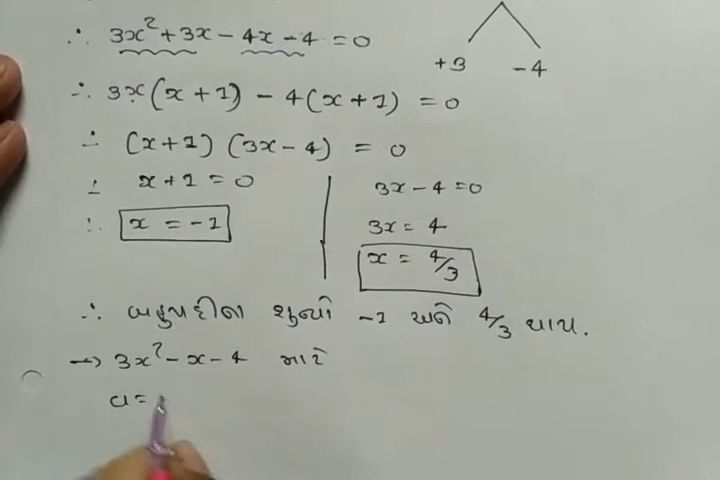 ∴ 3x² + 3x - 4x - 4 = 0
+3 -4
∴ 3x(x + 1) - 4(x + 1) = 0
∴ (x + 1) (3x - 4) = 0
∴ x + 1 = 0
∴ x = -1
3x - 4 = 0
3x = 4
x = 4/3
∴ બહુપદીના શૂન્યો -1 અને 4/3 થાય.
→ 3x² - x - 4 માટે
a =